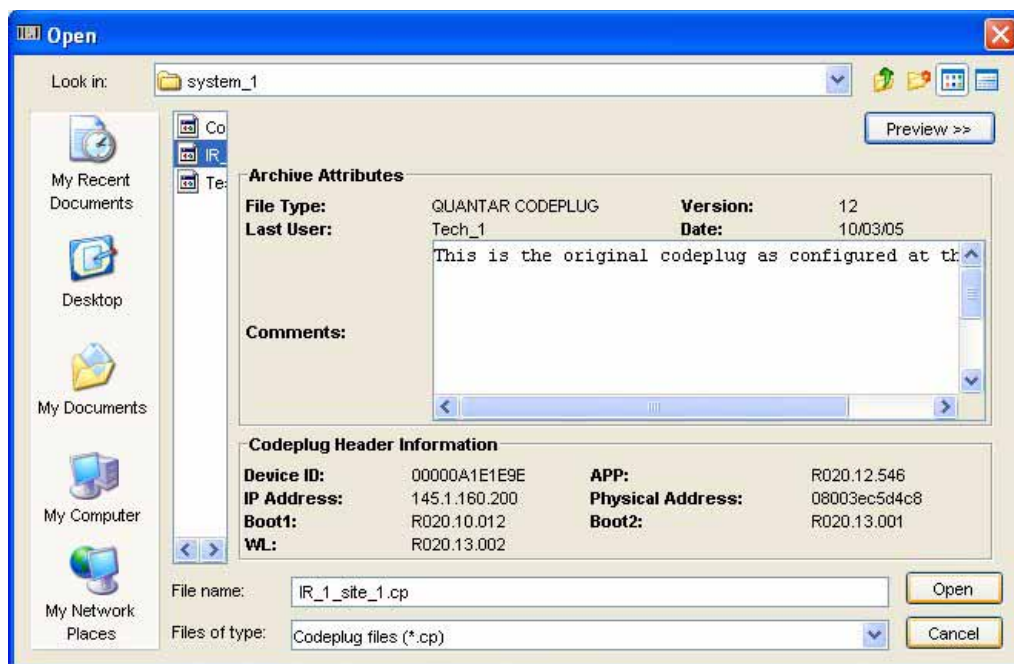 Open
Look in: system_1
Preview >>
My Recent
Documents
Desktop
My Documents
My Computer
My Network
Places
Co
IR_
Te
Archive Attributes
File Type: QUANTAR CODEPLUG Version: 12
Last User: Tech_1 Date: 10/03/05
Comments: This is the original codeplug as configured at th
Codeplug Header Information
Device ID: 00000A1E1E9E APP: R020.12.546
IP Address: 145.1.160.200 Physical Address: 08003ec5d4c8
Boot1: R020.10.012 Boot2: R020.13.001
WL: R020.13.002
File name: IR_1_site_1.cp Open
Files of type: Codeplug files (*.cp) Cancel